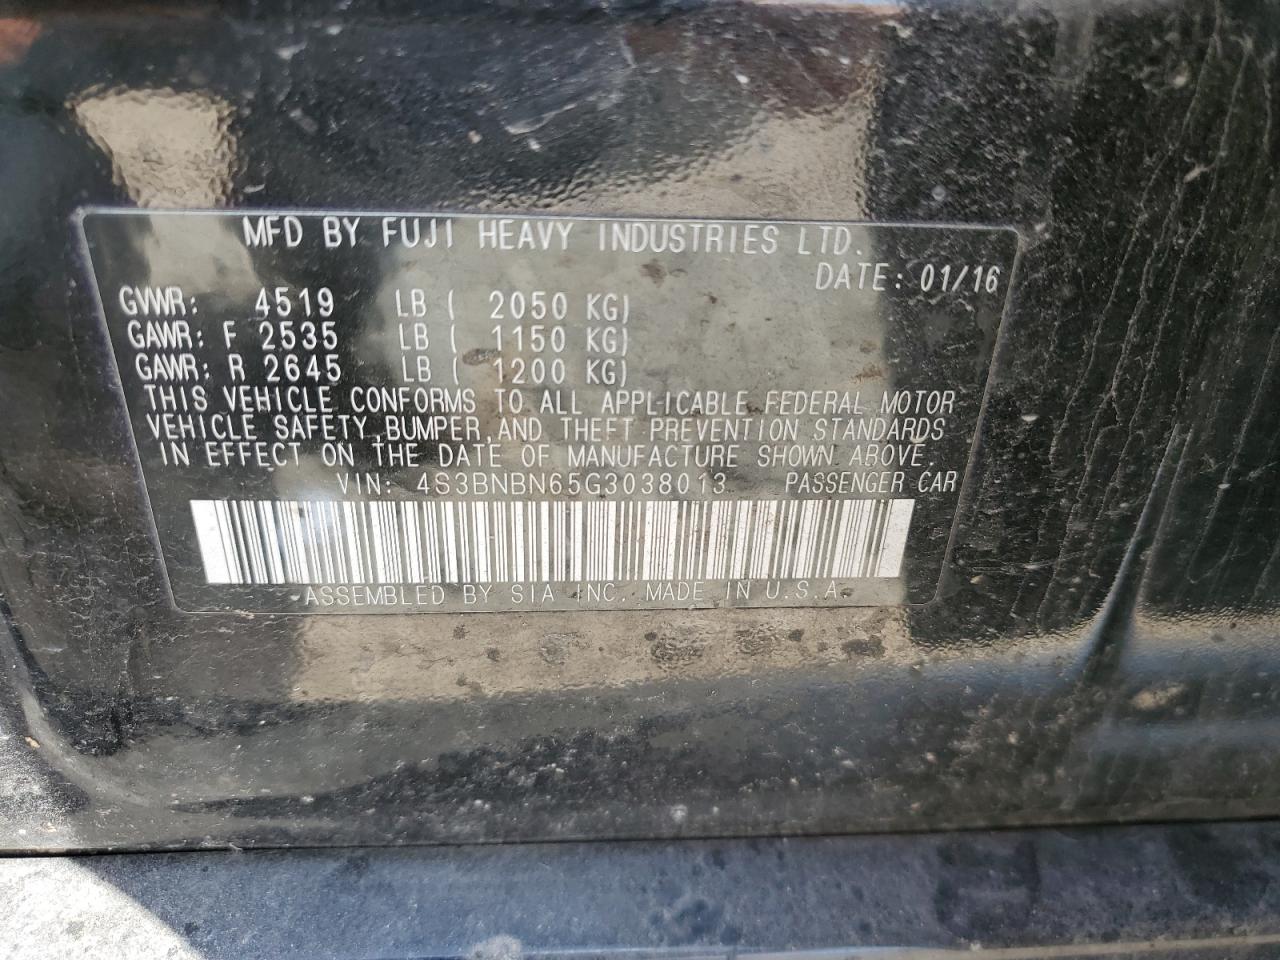 MFD BY FUJI HEAVY INDUSTRIES LTD.
DATE: 01/16
GVWR: 4519 LB ( 2050 KG)
GAWR: F 2535 LB ( 1150 KG)
GAWR: R 2645 LB ( 1200 KG)
THIS VEHICLE CONFORMS TO ALL APPLICABLE FEDERAL MOTOR
VEHICLE SAFETY,BUMPER,AND THEFT PREVENTION STANDARDS
IN EFFECT ON THE DATE OF MANUFACTURE SHOWN ABOVE.
VIN: 4S3BNBN65G3038013 PASSENGER CAR
ASSEMBLED BY SIA INC. MADE IN U.S.A.